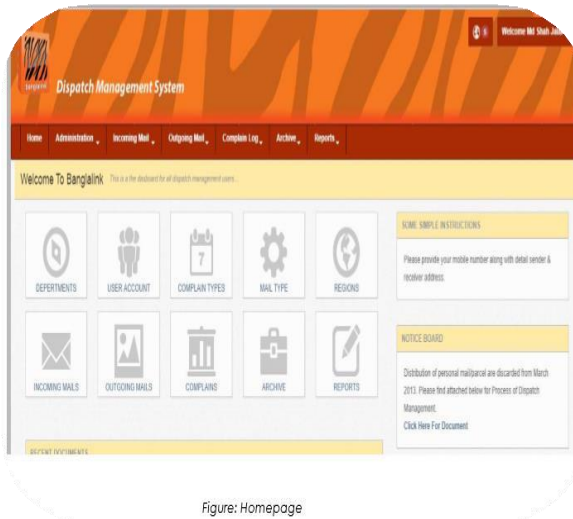 banglalink
Welcome Md Shah Jalal
Dispatch Management System
Home Administration Incoming Mail Outgoing Mail Complain Log Archive Reports
Welcome To Banglalink This is a the dashboard for all dispatch management users...
DEFERTMENTS USER ACCOUNT COMPLAIN TYPES MAIL TYPE REGIONS
7
INCOMING MAILS OUTGOING MAILS COMPLAINS ARCHIVE REPORTS
RECENT DOCUMENTS
SOME SIMPLE INSTRUCTIONS
Please provide your mobile number along with detail sender &
receiver address.
NOTICE BOARD
Distribution of personal mail/parcel are discarded from March
2013. Please find attached below for Process of Dispatch
Management.
Click Here For Document
Figure: Homepage